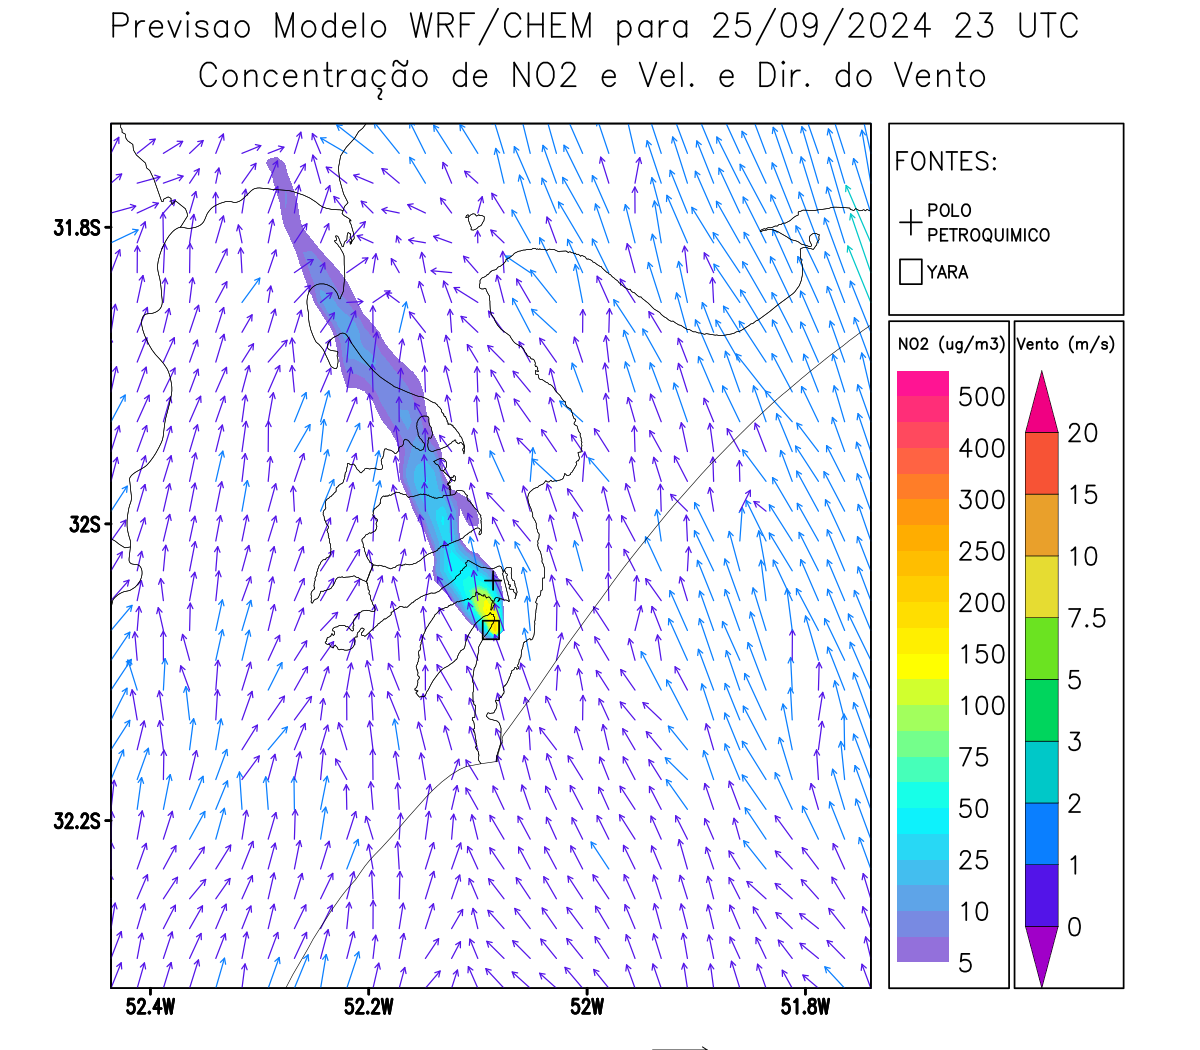 Previsao Modelo WRF/CHEM para 25/09/2024 23 UTC
Concentração de NO2 e Vel. e Dir. do Vento
FONTES:
POLO
PETROQUIMICO
YARA
NO2 (ug/m3)
500
400
300
250
200
150
100
75
50
25
10
5
Vento (m/s)
20
15
10
7.5
5
3
2
1
0
31.8S
32S
32.2S
52.4W
52.2W
52W
51.8W